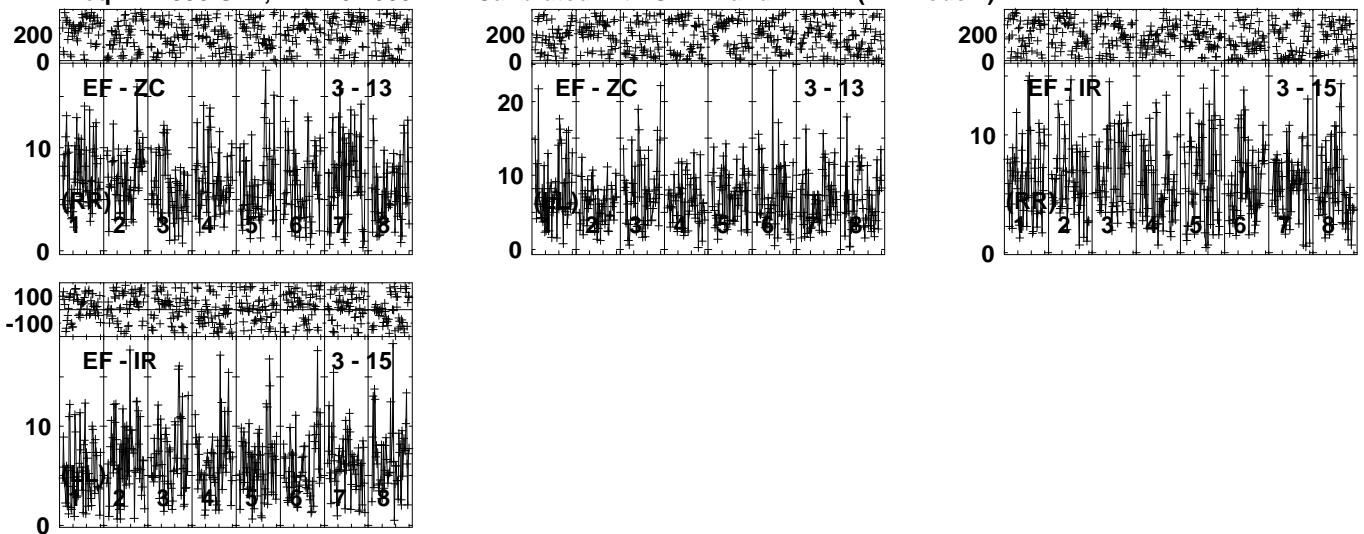 200 200 200
0 0 0
EF - ZC 3 - 13 EF - ZC 3 - 13 EF - IR 3 - 15
20
10 10 10
(RR) (RR)
1 2 3 4 5 6 7 8 2 3 4 5 6 7 8 1 2 3 4 5 6 7 8
0 0 0
100
-100
EF - IR 3 - 15
10
1 2 3 4 5 6 7 8
0